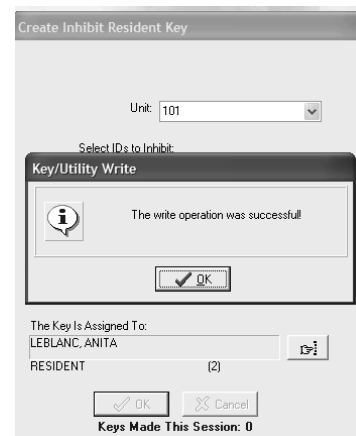 Create Inhibit Resident Key
Unit: 101
Select IDs to Inhibit:
Key/Utility Write
The write operation was successful!
OK
The Key Is Assigned To:
LEBLANC, ANITA
RESIDENT (2)
OK Cancel
Keys Made This Session: 0